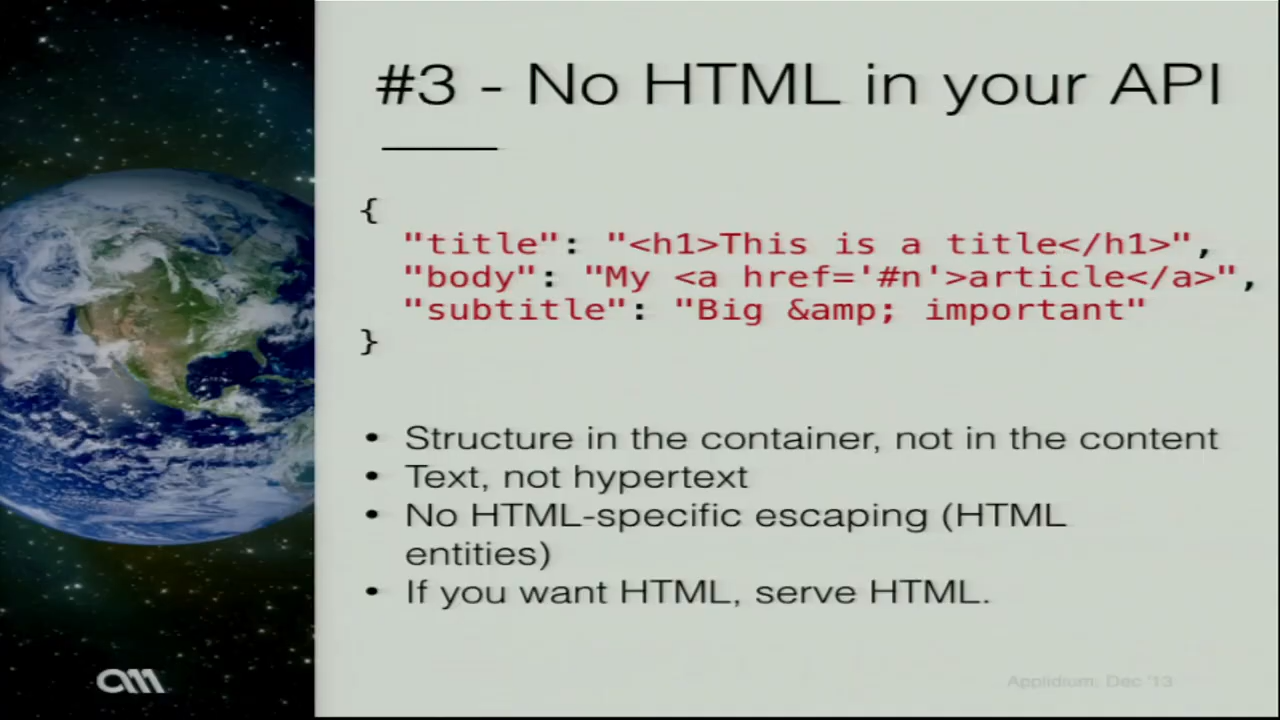 #3 - No HTML in your API
{
"title": "<h1>This is a title</h1>",
"body": "My <a href='#n'>article</a>",
"subtitle": "Big &amp; important"
}
• Structure in the container, not in the content
• Text, not hypertext
• No HTML-specific escaping (HTML
entities)
• If you want HTML, serve HTML.
am
Applidium: Dec '13